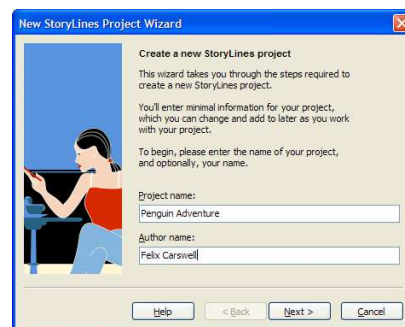 New StoryLines Project Wizard
Create a new StoryLines project
This wizard takes you through the steps required to
create a new StoryLines project.
You'll enter minimal information for your project,
which you can change and add to later as you work
with your project.
To begin, please enter the name of your project,
and optionally, your name.
Project name:
Penguin Adventure
Author name:
Felix Carswell
Help < Back Next > Cancel